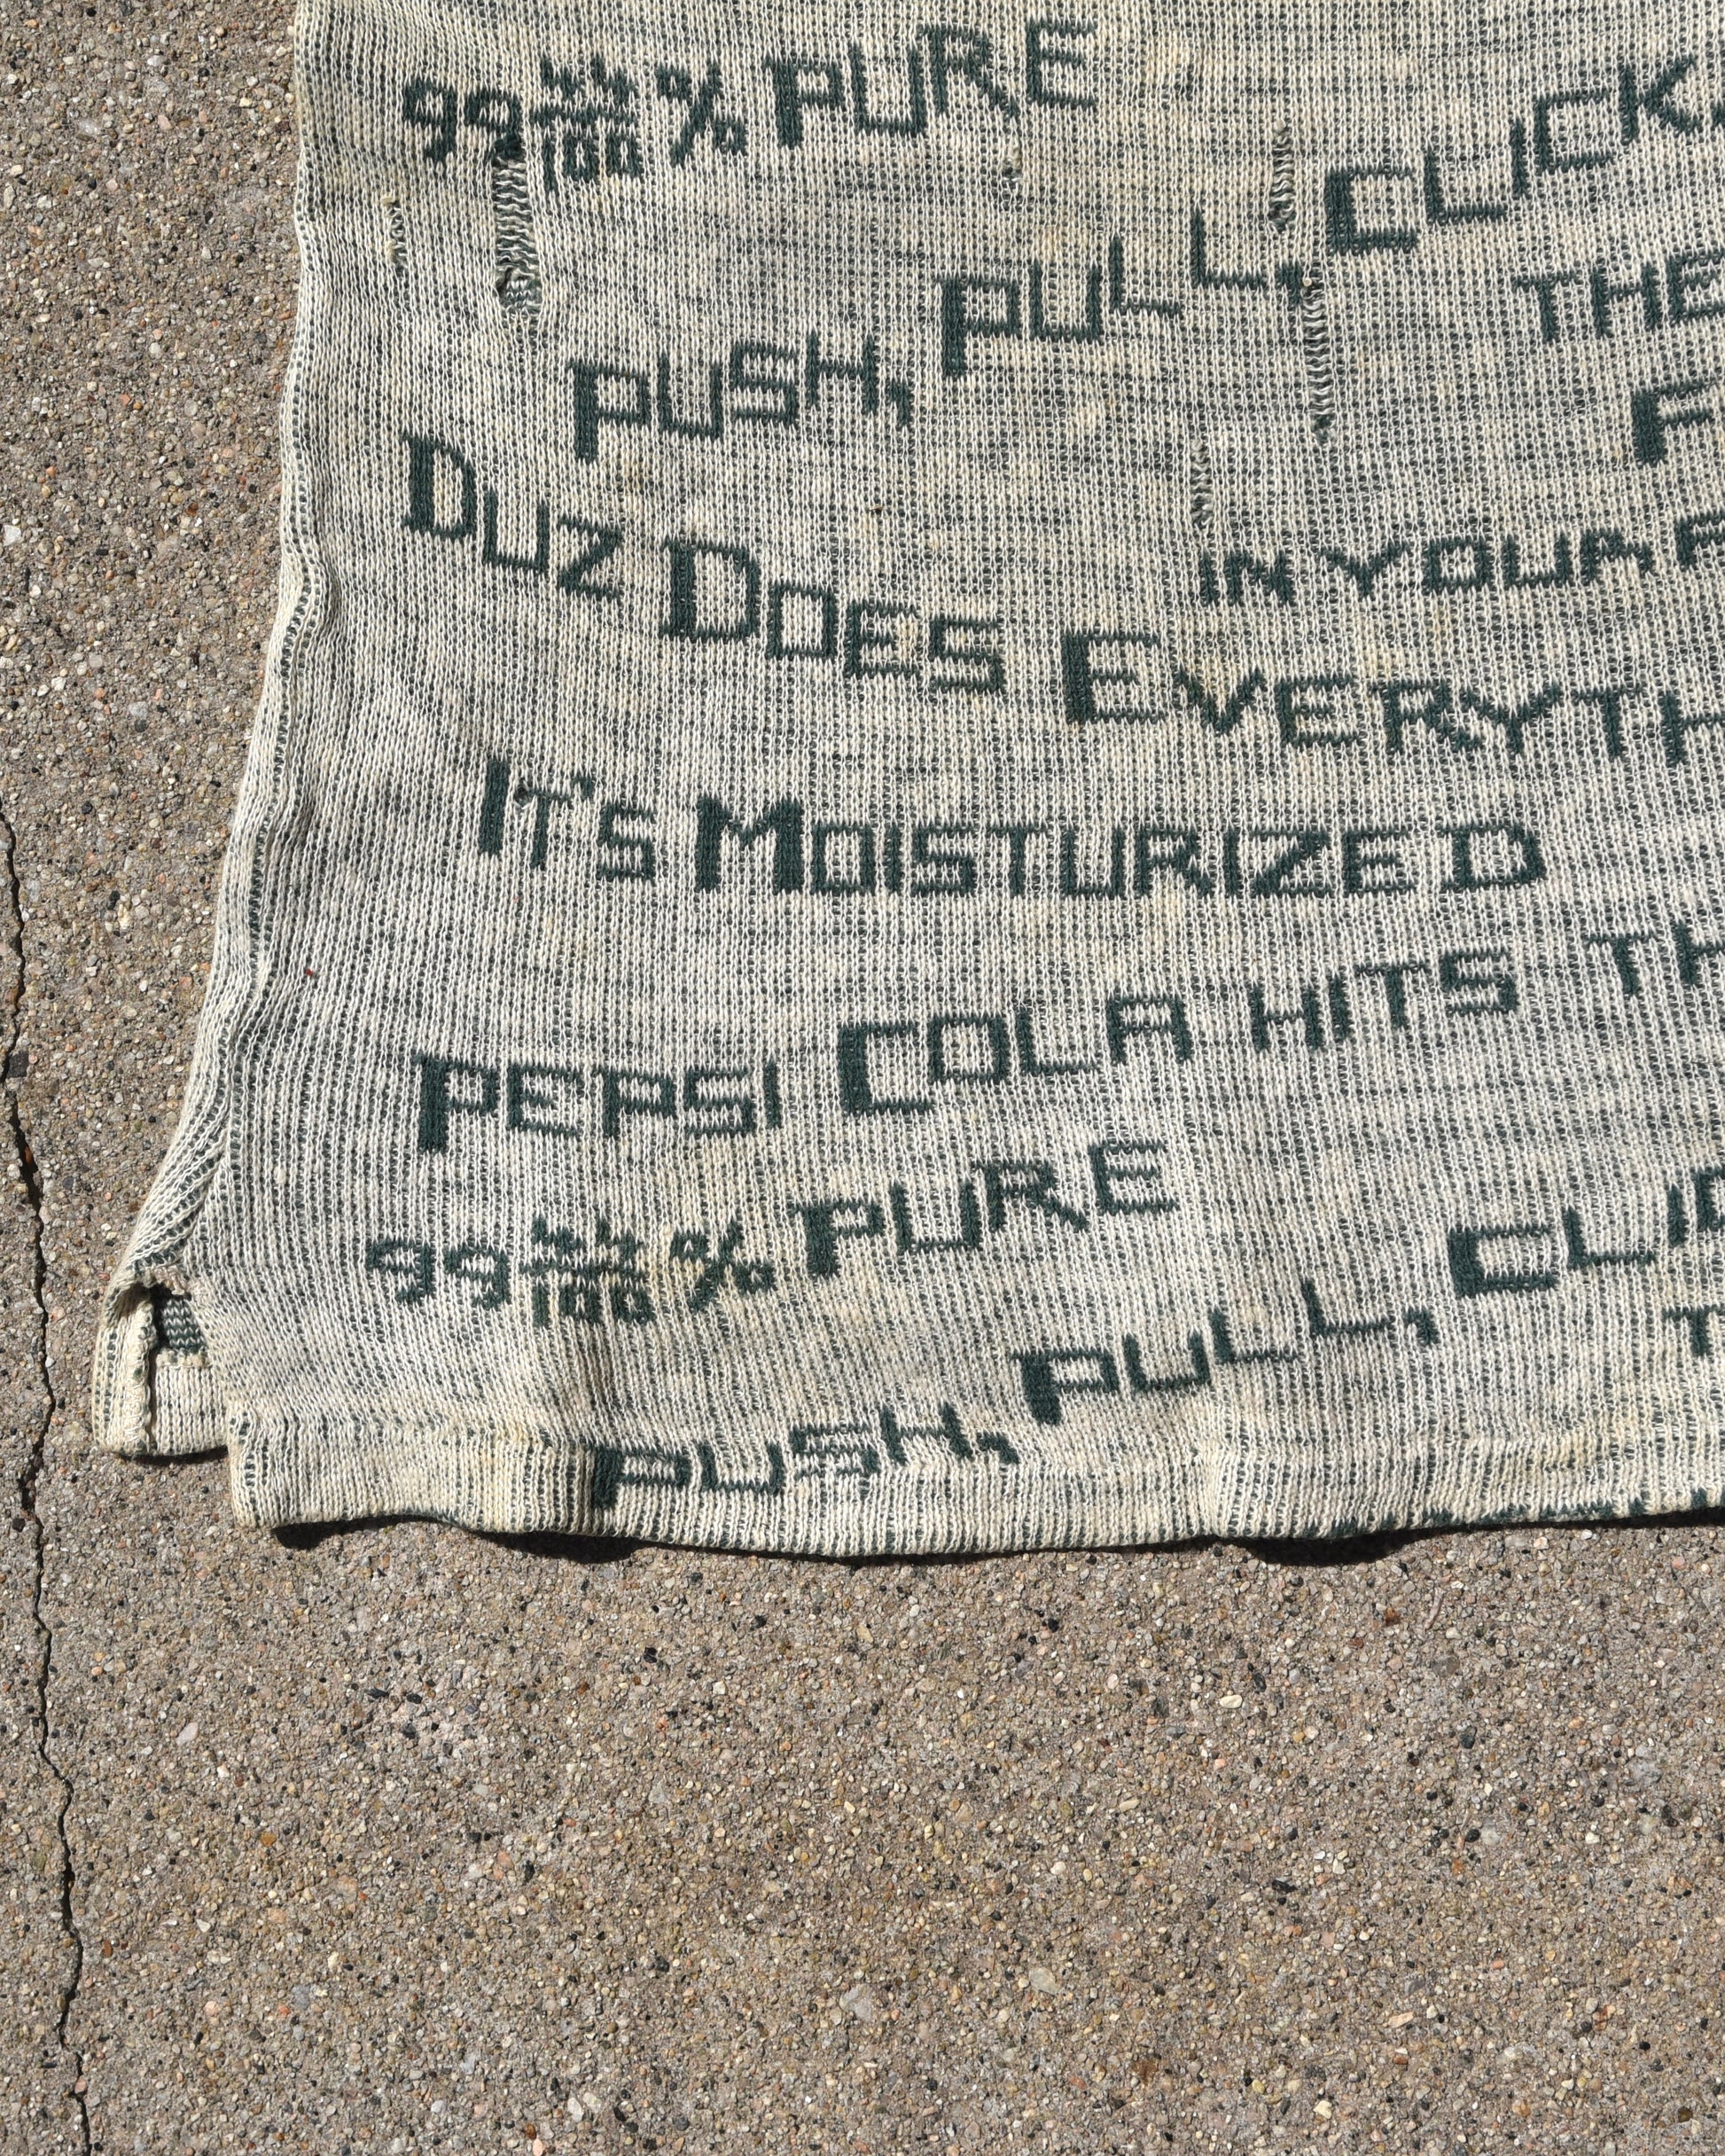 99 44/100 % PURE
PUSH, PULL, CLICK,
THE
F
DUZ DOES EVERYTH
IN YOUR
IT'S MOISTURIZED
PEPSI COLA HITS TH
99 44/100 % PURE
PUSH, PULL, CLIC
T